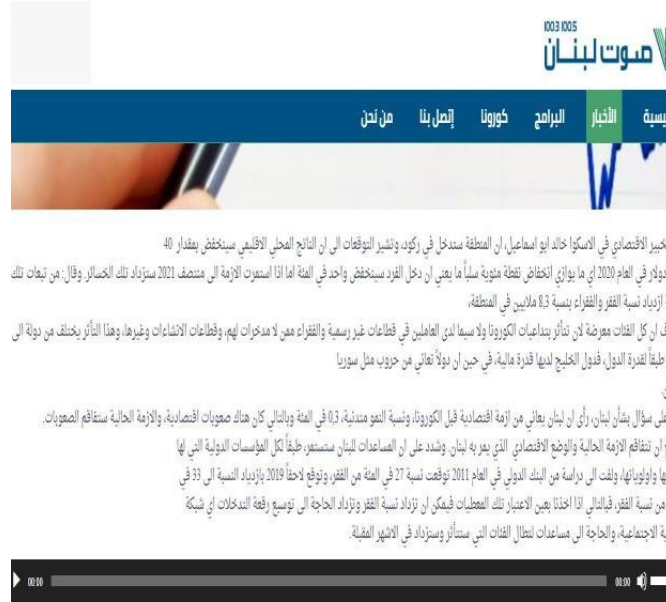 100.3 100.5
صوت لبنان
الأخبار البرامج كورونا إتصل بنا من نحن
الاقتصادي في الاسكوا خالد ابو اسماعيل، ان المنطقة ستدخل في ركود، وتشير التوقعات الى ان الناتج المحلي الاقليمي سينخفض بمقدار 40
دولار في العام 2020 اي ما يوازي انخفاض نقطة مئوية سلباً ما يعني ان دخل الفرد سينخفض واحد في المئة اما اذا استمرت الازمة الى منتصف 2021 ستزداد تلك الخسائر. وقال: من تبعات تلك
ازدياد نسبة الفقر والفقراء بنسبة 8,3 ملايين في المنطقة،
ان كل الفئات معرضة لان تتأثر بتداعيات الكورونا ولا سيما لدى العاملين في قطاعات غير رسمية والفقراء ممن لا مدخرات لهم، وقطاعات الانشاءات وغيرها، وهذا التأثر يختلف من دولة الى
طبقاً لقدرة الدول، فدول الخليج لديها قدرة مالية، في حين ان دولاً تعاني من حروب مثل سوريا
على سؤال بشأن لبنان، رأى ان لبنان يعاني من ازمة اقتصادية قبل الكورونا، ونسبة النمو متدنية، 0,3 في المئة وبالتالي كان هناك صعوبات اقتصادية، والازمة الحالية ستفاقم الصعوبات.
ان تتفاقم الازمة الحالية والوضع الاقتصادي الذي يمر به لبنان. وشدد على ان المساعدات للبنان ستستمر، طبقاً لكل المؤسسات الدولية التي لها
واولوياتها، ولفت الى دراسة من البنك الدولي في العام 2011 توقعت نسبة 27 في المئة من الفقر، وتوقع لاحقاً 2019 بازدياد النسبة الى 33 في
من نسبة الفقر، فبالتالي اذا اخذنا بعين الاعتبار تلك المعطيات فيمكن ان تزداد نسبة الفقر وتزداد الحاجة الى توسيع رقعة التدخلات اي شبكة
الاجتماعية، والحاجة الى مساعدات لتطال الفئات التي ستتأثر وستزداد في الاشهر المقبلة.
00:00 00:00